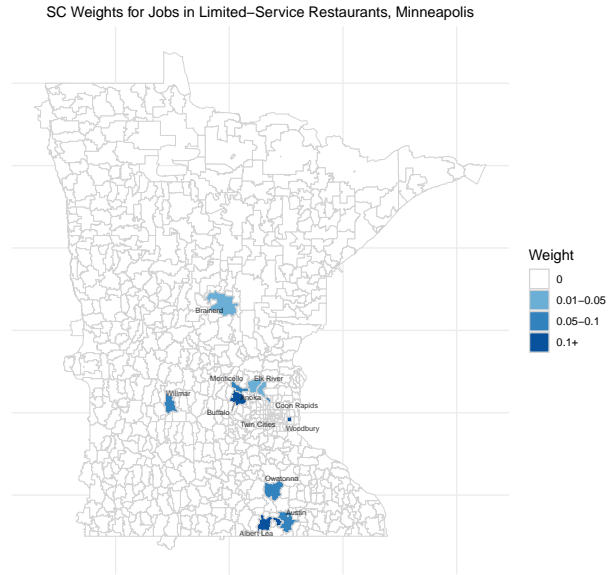 SC Weights for Jobs in Limited−Service Restaurants, Minneapolis
Weight
0
0.01−0.05
0.05−0.1
0.1+
Brainerd
Monticello
Elk River
Willmar
Anoka
Coon Rapids
Buffalo
Twin Cities
Woodbury
Owatonna
Austin
Albert Lea